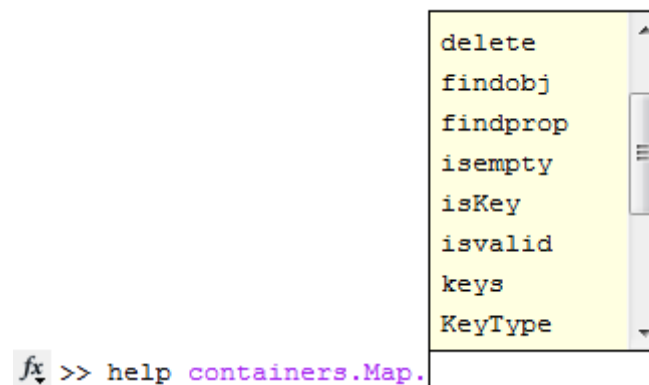 delete
findobj
findprop
isempty
isKey
isvalid
keys
KeyType
fx >> help containers.Map.